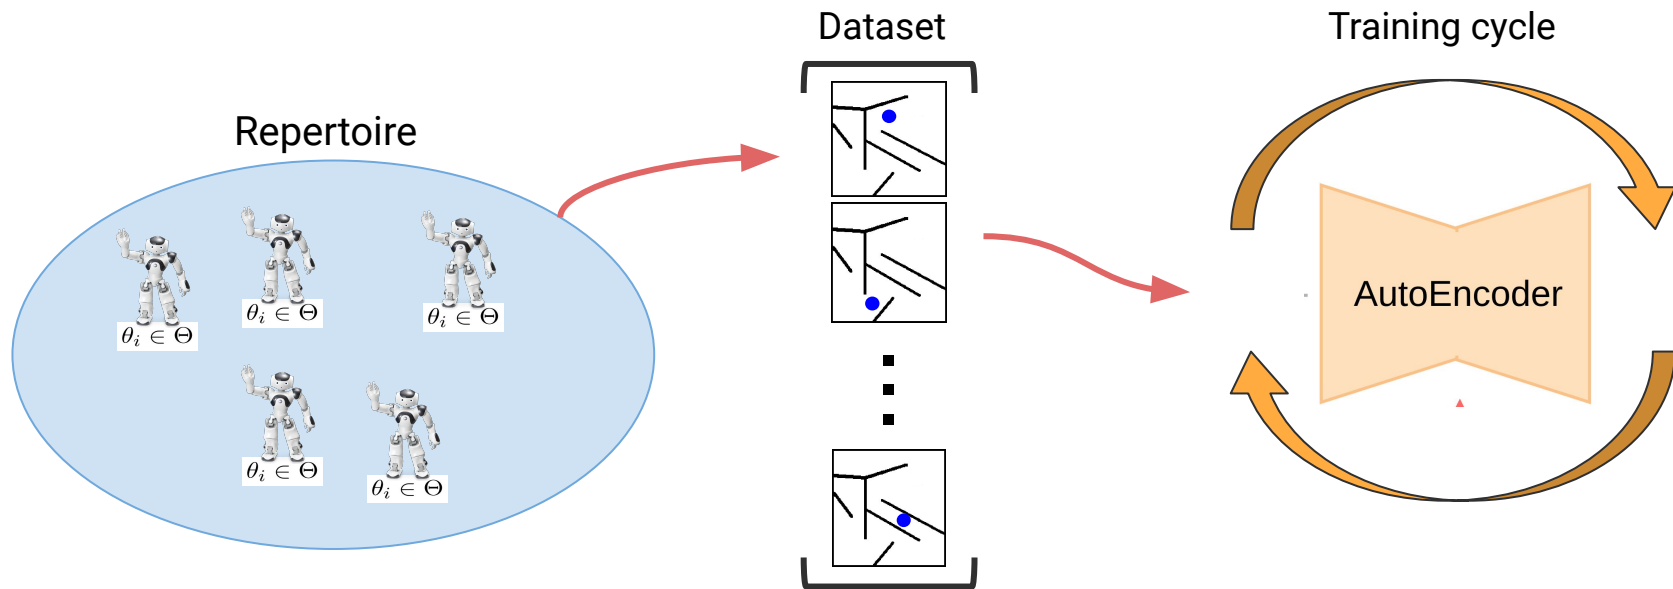 Dataset
Training cycle
Repertoire
θᵢ ∈ Θ
θᵢ ∈ Θ
θᵢ ∈ Θ
θᵢ ∈ Θ
θᵢ ∈ Θ
AutoEncoder